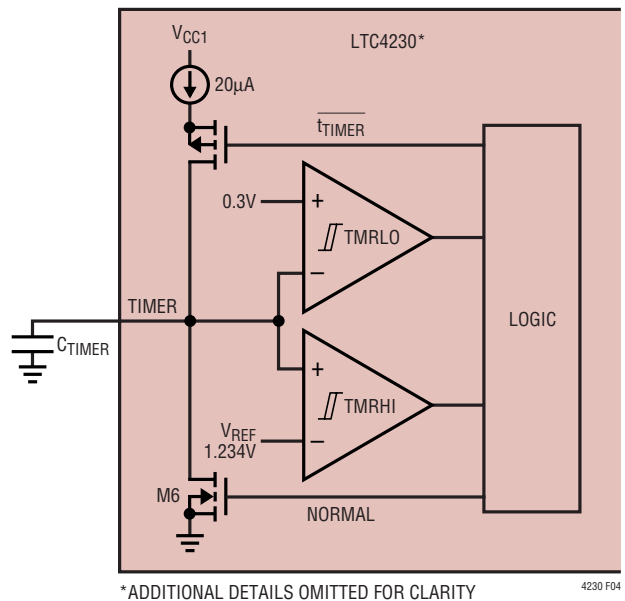 V_CC1
LTC4230*
20µA
t_TIMER
0.3V
+
TMRLO
−
TIMER
LOGIC
C_TIMER
+
TMRHI
V_REF
1.234V
−
M6
NORMAL
*ADDITIONAL DETAILS OMITTED FOR CLARITY
4230 F04